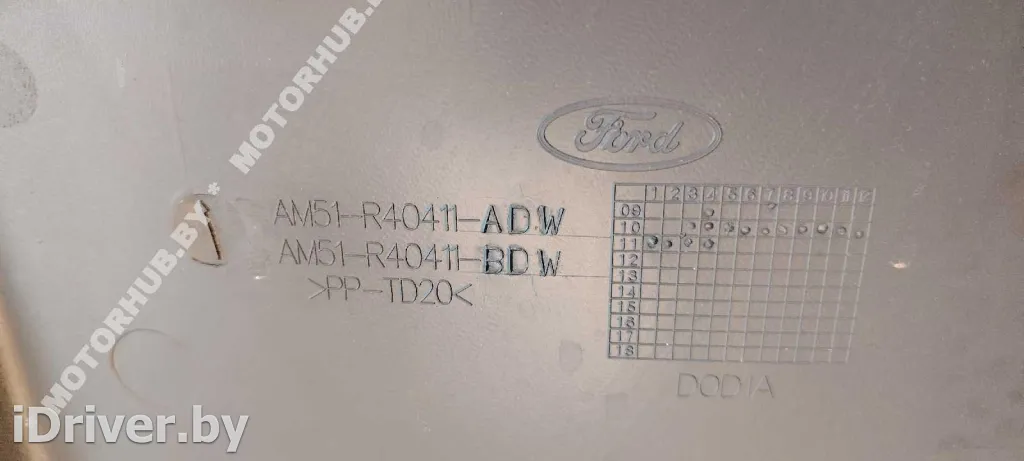 MOTORHUB.BY* MOTORHUB.BY
Ford
AM51-R40411-ADW
AM51-R40411-BDW
>PP-TD20<
1 2 3 4 5 6 7 8 9 10 11 12
09
10
11
12
13
14
15
16
17
18
DODIA
iDriver.by